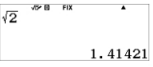 √2
√▱ FIX ▲
1.41421